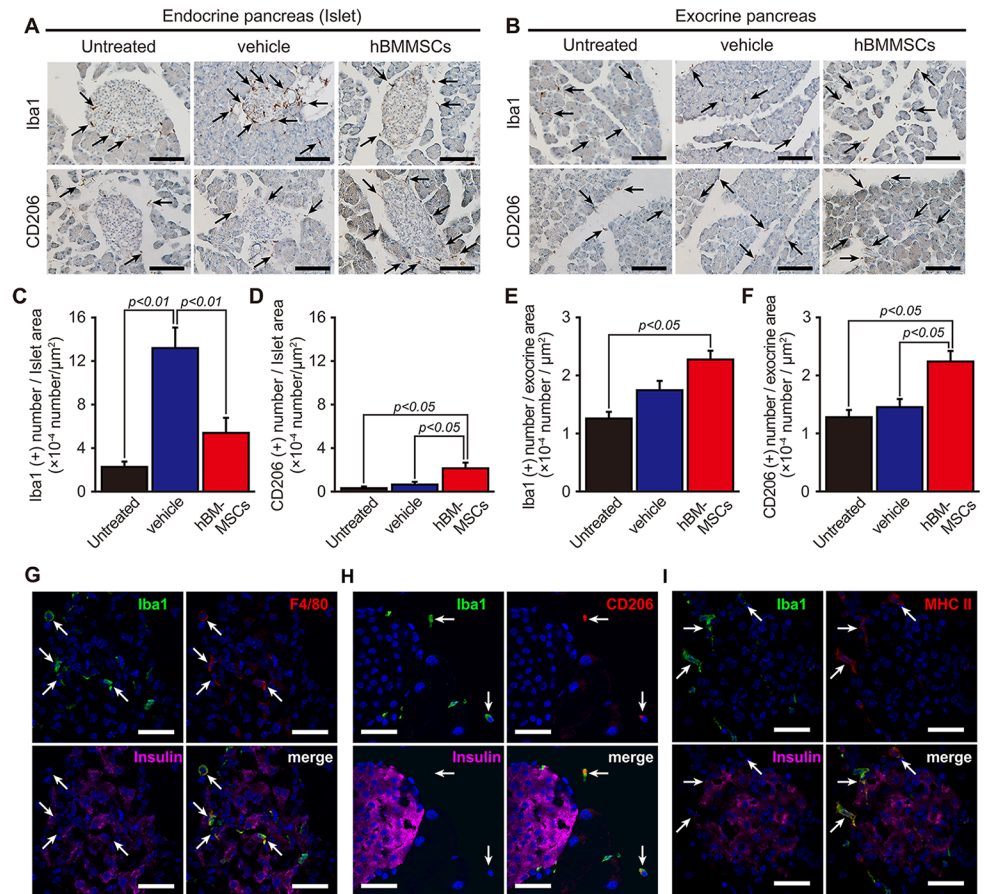 Endocrine pancreas (Islet)
A
Untreated
vehicle
hBMMSCs
Iba1
CD206
Exocrine pancreas
B
Untreated
vehicle
hBMMSCs
Iba1
CD206
C
Iba1 (+) number / Islet area
(×10⁻⁴ number/μm²)
16
12
8
4
0
p<0.01
p<0.01
Untreated
vehicle
hBM-
MSCs
D
CD206 (+) number / Islet area
(×10⁻⁴ number/μm²)
16
12
8
4
0
p<0.05
p<0.05
Untreated
vehicle
hBM-
MSCs
E
Iba1 (+) number / exocrine area
(×10⁻⁴ number / μm²)
3
2
1
0
p<0.05
Untreated
vehicle
hBM-
MSCs
F
CD206 (+) number / exocrine area
(×10⁻⁴ number / μm²)
3
2
1
0
p<0.05
p<0.05
Untreated
vehicle
hBM-
MSCs
G
Iba1
F4/80
Insulin
merge
H
Iba1
CD206
Insulin
merge
I
Iba1
MHC II
Insulin
merge